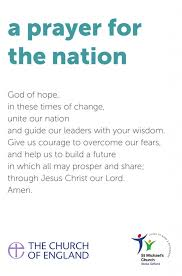 a prayer for
the nation
God of hope,
in these times of change,
unite our nation
and guide our leaders with your wisdom.
Give us courage to overcome our fears,
and help us to build a future
in which all may prosper and share;
through Jesus Christ our Lord.
Amen.
THE CHURCH
OF ENGLAND
St Michael's
Church